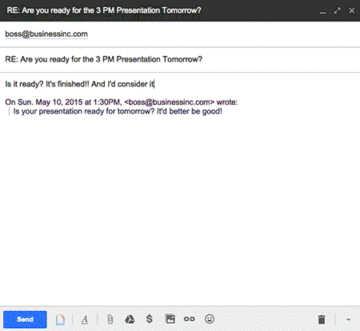 RE: Are you ready for the 3 PM Presentation Tomorrow?
boss@businessinc.com
RE: Are you ready for the 3 PM Presentation Tomorrow?
Is it ready? It's finished!! And I'd consider it
On Sun. May 10, 2015 at 1:30PM, <boss@businessinc.com> wrote:
Is your presentation ready for tomorrow? It'd better be good!
Send